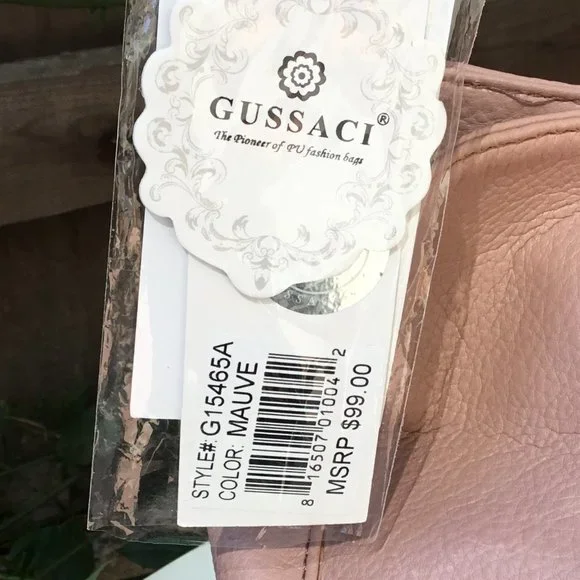 GUSSACI®
The Pioneer of PU fashion bags
STYLE#: G15465A
COLOR: MAUVE
8 16507 01004 2
MSRP $99.00